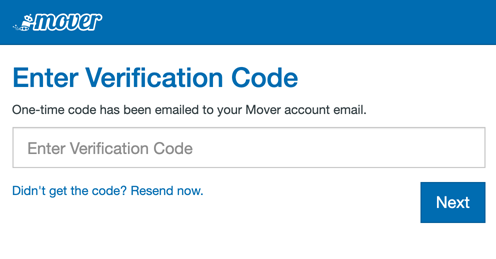 mover
Enter Verification Code
One-time code has been emailed to your Mover account email.
Enter Verification Code
Didn't get the code? Resend now.
Next